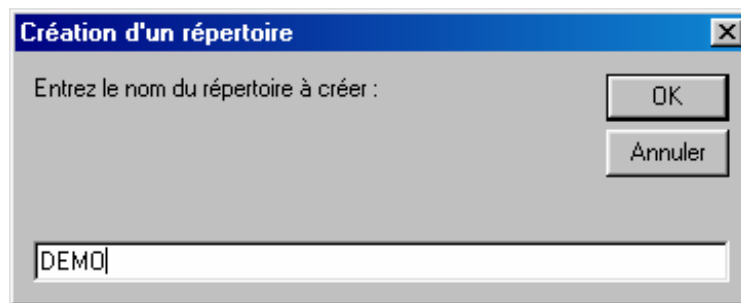 Création d'un répertoire
Entrez le nom du répertoire à créer :
OK
Annuler
DEMO